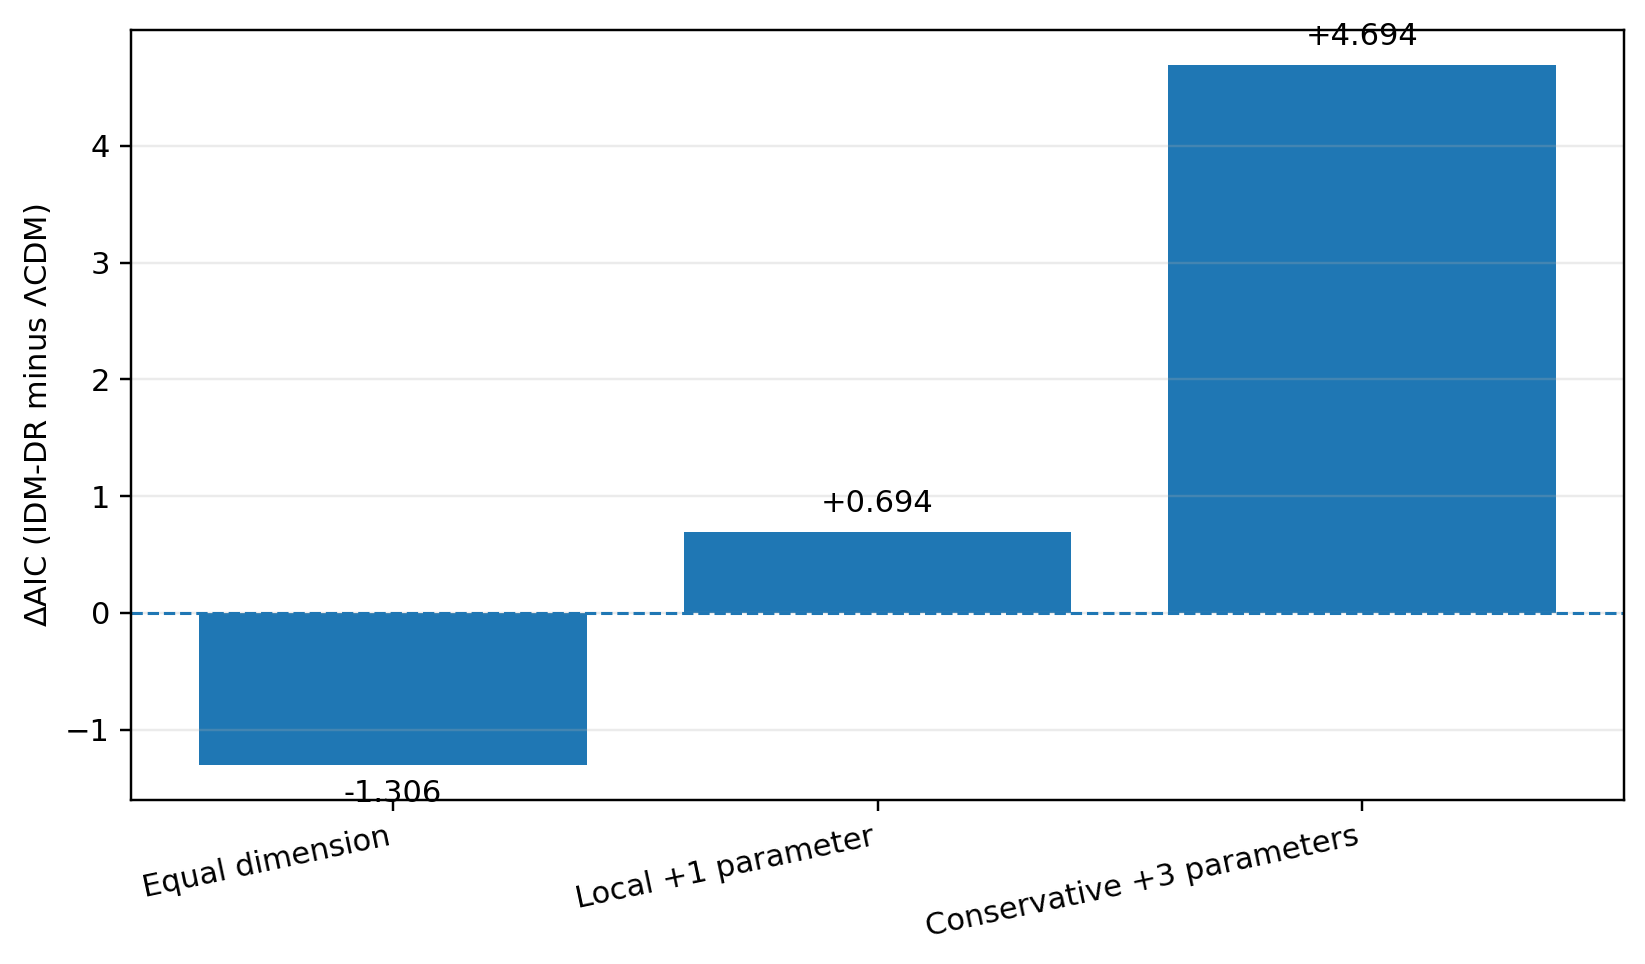 +4.694
4
3
2
1
0
−1
ΔAIC (IDM-DR minus ΛCDM)
+0.694
-1.306
Equal dimension
Local +1 parameter
Conservative +3 parameters